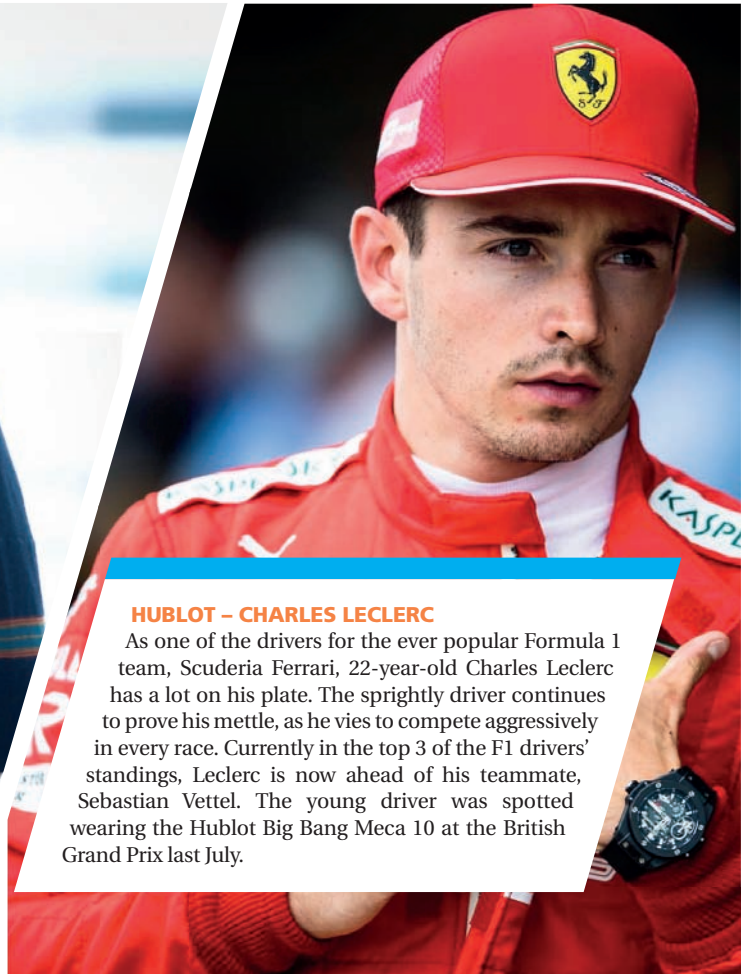 S F
KASPE
HUBLOT – CHARLES LECLERC
As one of the drivers for the ever popular Formula 1
team, Scuderia Ferrari, 22-year-old Charles Leclerc
has a lot on his plate. The sprightly driver continues
to prove his mettle, as he vies to compete aggressively
in every race. Currently in the top 3 of the F1 drivers’
standings, Leclerc is now ahead of his teammate,
Sebastian Vettel. The young driver was spotted
wearing the Hublot Big Bang Meca 10 at the British
Grand Prix last July.